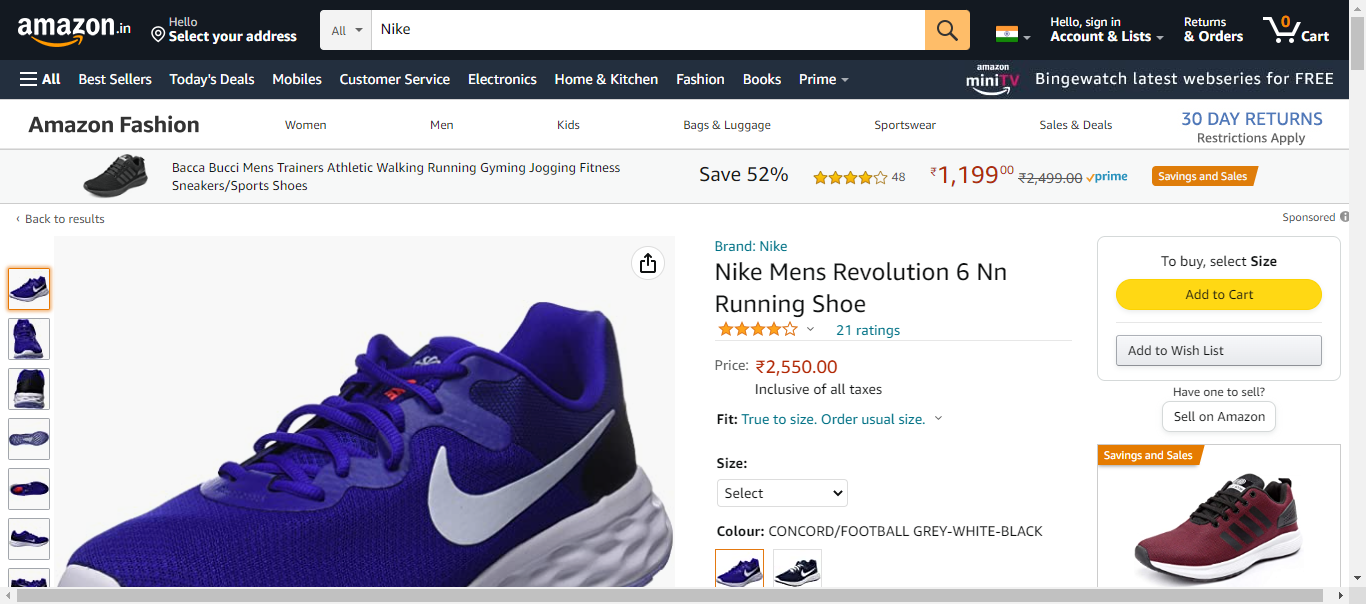 amazon.in
Hello
Select your address
All
Nike
Hello, sign in
Account & Lists
Returns
& Orders
0
Cart
All
Best Sellers
Today's Deals
Mobiles
Customer Service
Electronics
Home & Kitchen
Fashion
Books
Prime
amazon
miniTV
Bingewatch latest webseries for FREE
Amazon Fashion
Women
Men
Kids
Bags & Luggage
Sportswear
Sales & Deals
30 DAY RETURNS
Restrictions Apply
Bacca Bucci Mens Trainers Athletic Walking Running Gyming Jogging Fitness
Sneakers/Sports Shoes
Save 52%
48
₹1,19900
₹2,499.00
prime
Savings and Sales
‹ Back to results
Sponsored
Brand: Nike
Nike Mens Revolution 6 Nn
Running Shoe
21 ratings
Price: ₹2,550.00
Inclusive of all taxes
Fit: True to size. Order usual size.
Size:
Select
Colour: CONCORD/FOOTBALL GREY-WHITE-BLACK
To buy, select Size
Add to Cart
Add to Wish List
Have one to sell?
Sell on Amazon
Savings and Sales